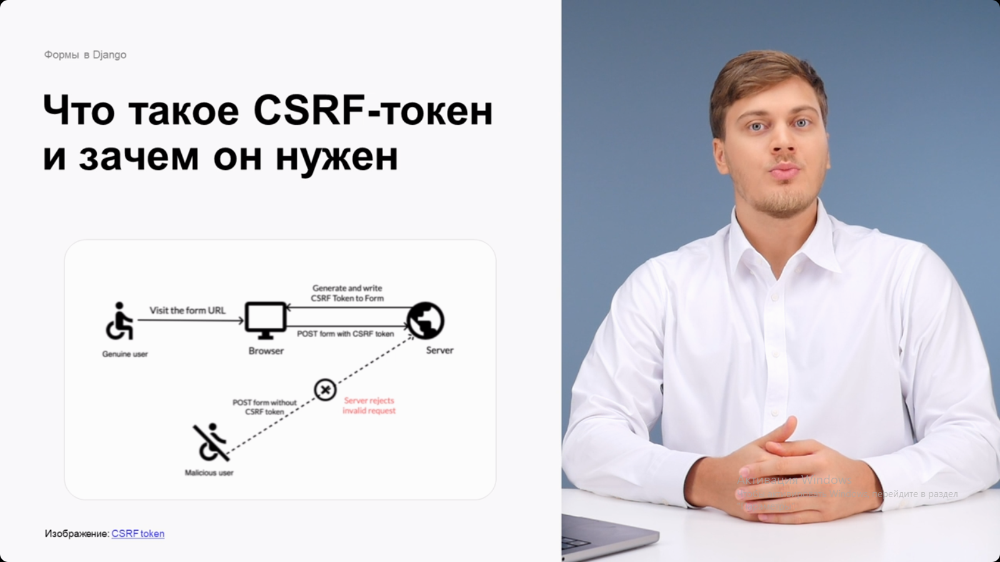 Формы в Django
Что такое CSRF-токен
и зачем он нужен
Generate and write
CSRF Token to Form
Visit the form URL
POST form with CSRF token
Browser
Server
Genuine user
POST form without
CSRF token
Server rejects
invalid request
Malicious user
Изображение: CSRF token
Активация Windows
перейдите в раздел